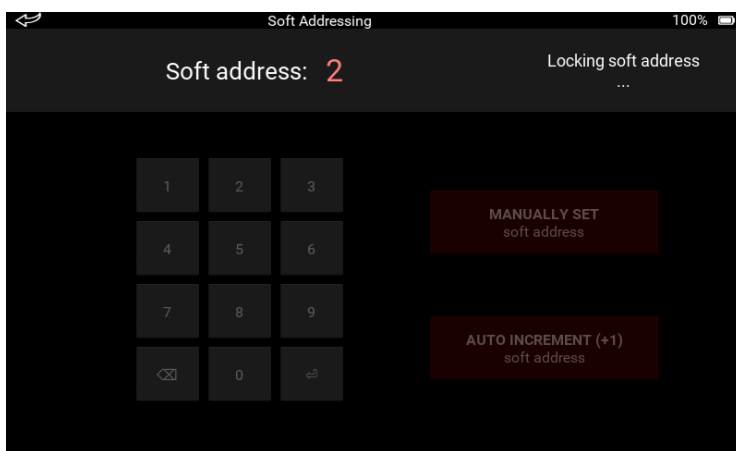 Soft Addressing
100%
Soft address: 2
Locking soft address
...
1 2 3
4 5 6
7 8 9
0
MANUALLY SET
soft address
AUTO INCREMENT (+1)
soft address